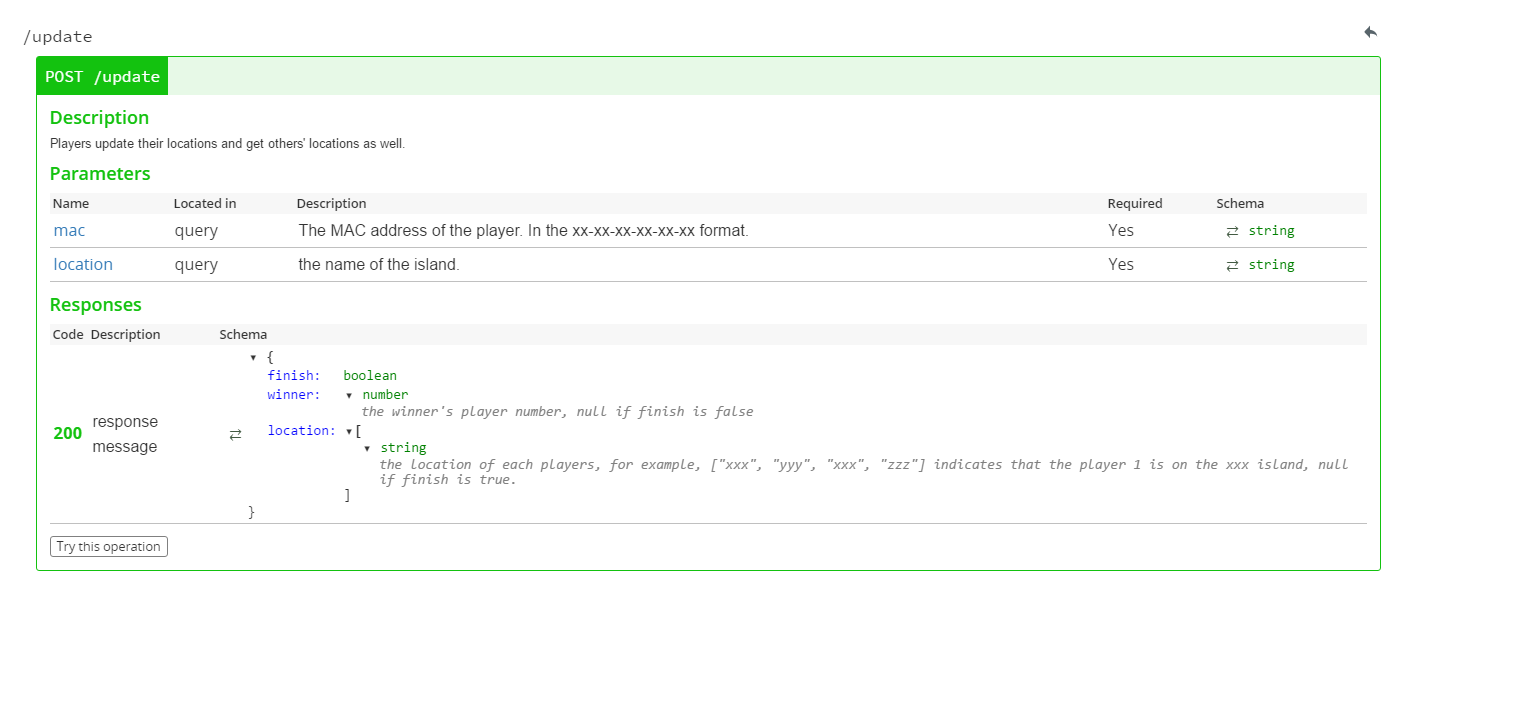 /update
POST /update
Description
Players update their locations and get others' locations as well.
Parameters
Name Located in Description Required Schema
mac query The MAC address of the player. In the xx-xx-xx-xx-xx-xx format. Yes ⇄ string
location query the name of the island. Yes ⇄ string
Responses
Code Description Schema
▼ {
finish: boolean
winner: ▼ number
the winner's player number, null if finish is false
200 response message ⇄ location: ▼[
▼ string
the location of each players, for example, ["xxx", "yyy", "xxx", "zzz"] indicates that the player 1 is on the xxx island, null
if finish is true.
]
}
Try this operation